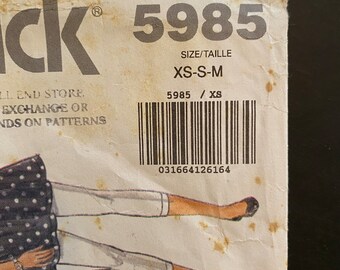 ICK® 5985
SIZE/TAILLE
XS-S-M
LL END STORE
EXCHANGE OR
NDS ON PATTERNS
5985 / XS
031664126164